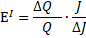 E^I = ΔQ/Q · J/ΔJ